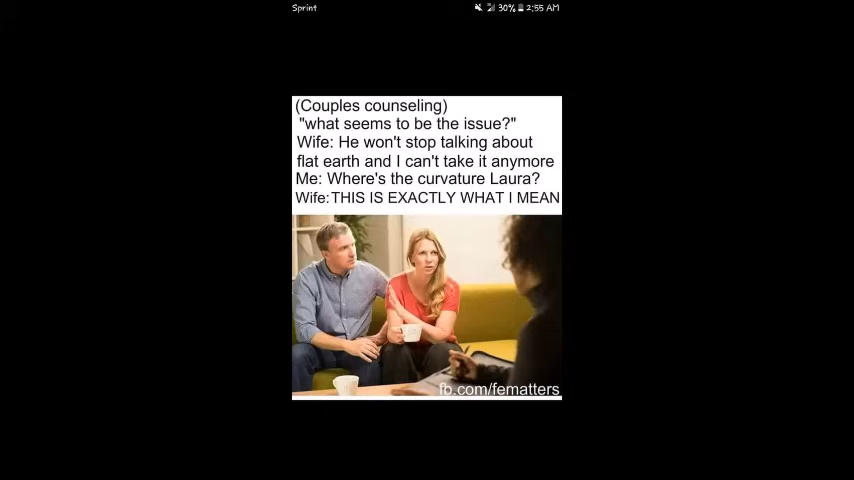 Sprint
30%
2:55 AM
(Couples counseling)
"what seems to be the issue?"
Wife: He won't stop talking about
flat earth and I can't take it anymore
Me: Where's the curvature Laura?
Wife: THIS IS EXACTLY WHAT I MEAN
fb.com/fematters